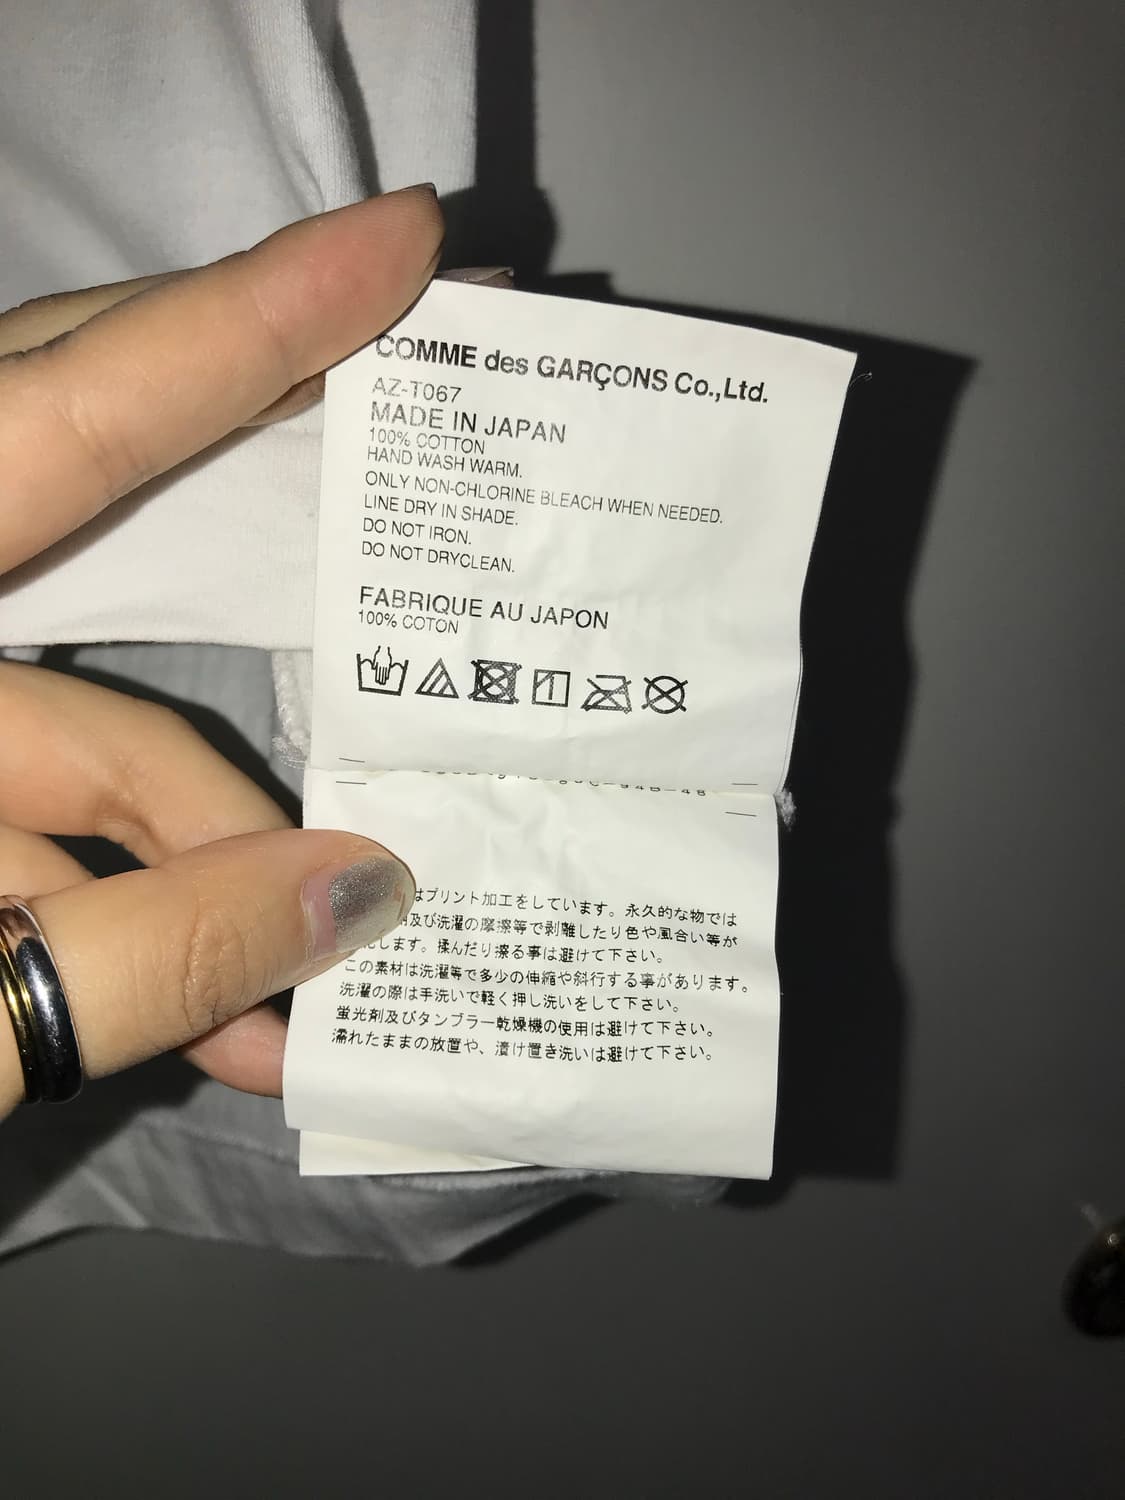 COMME des GARÇONS Co.,Ltd.
AZ-T067
MADE IN JAPAN
100% COTTON
HAND WASH WARM.
ONLY NON-CHLORINE BLEACH WHEN NEEDED.
LINE DRY IN SHADE.
DO NOT IRON.
DO NOT DRYCLEAN.
FABRIQUE AU JAPON
100% COTON
はプリント加工をしています。永久的な物では
及び洗濯の摩擦等で剥離したり色や風合い等が
します。揉んだり擦る事は避けて下さい。
この素材は洗濯等で多少の伸縮や斜行する事があります。
洗濯の際は手洗いで軽く押し洗いをして下さい。
蛍光剤及びタンブラー乾燥機の使用は避けて下さい。
濡れたままの放置や、漬け置き洗いは避けて下さい。